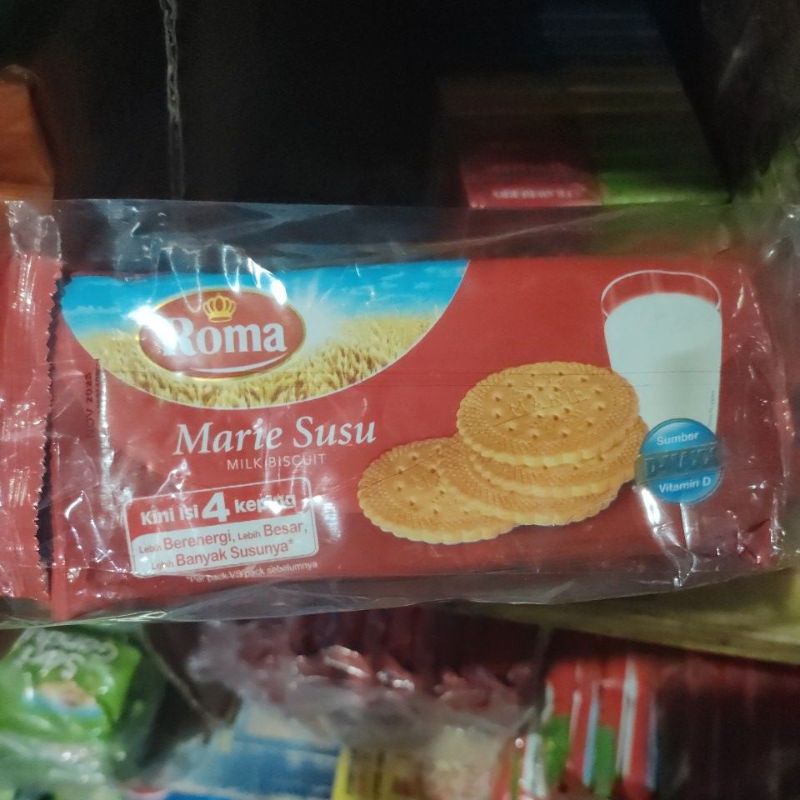 Roma
Marie Susu
MILK BISCUIT
Kini isi 4 keping
Lebih Berenergi, Lebih Besar,
Lebih Banyak Susunya*
*Per pack VS pack sebelumnya
Sumber
Vitamin D